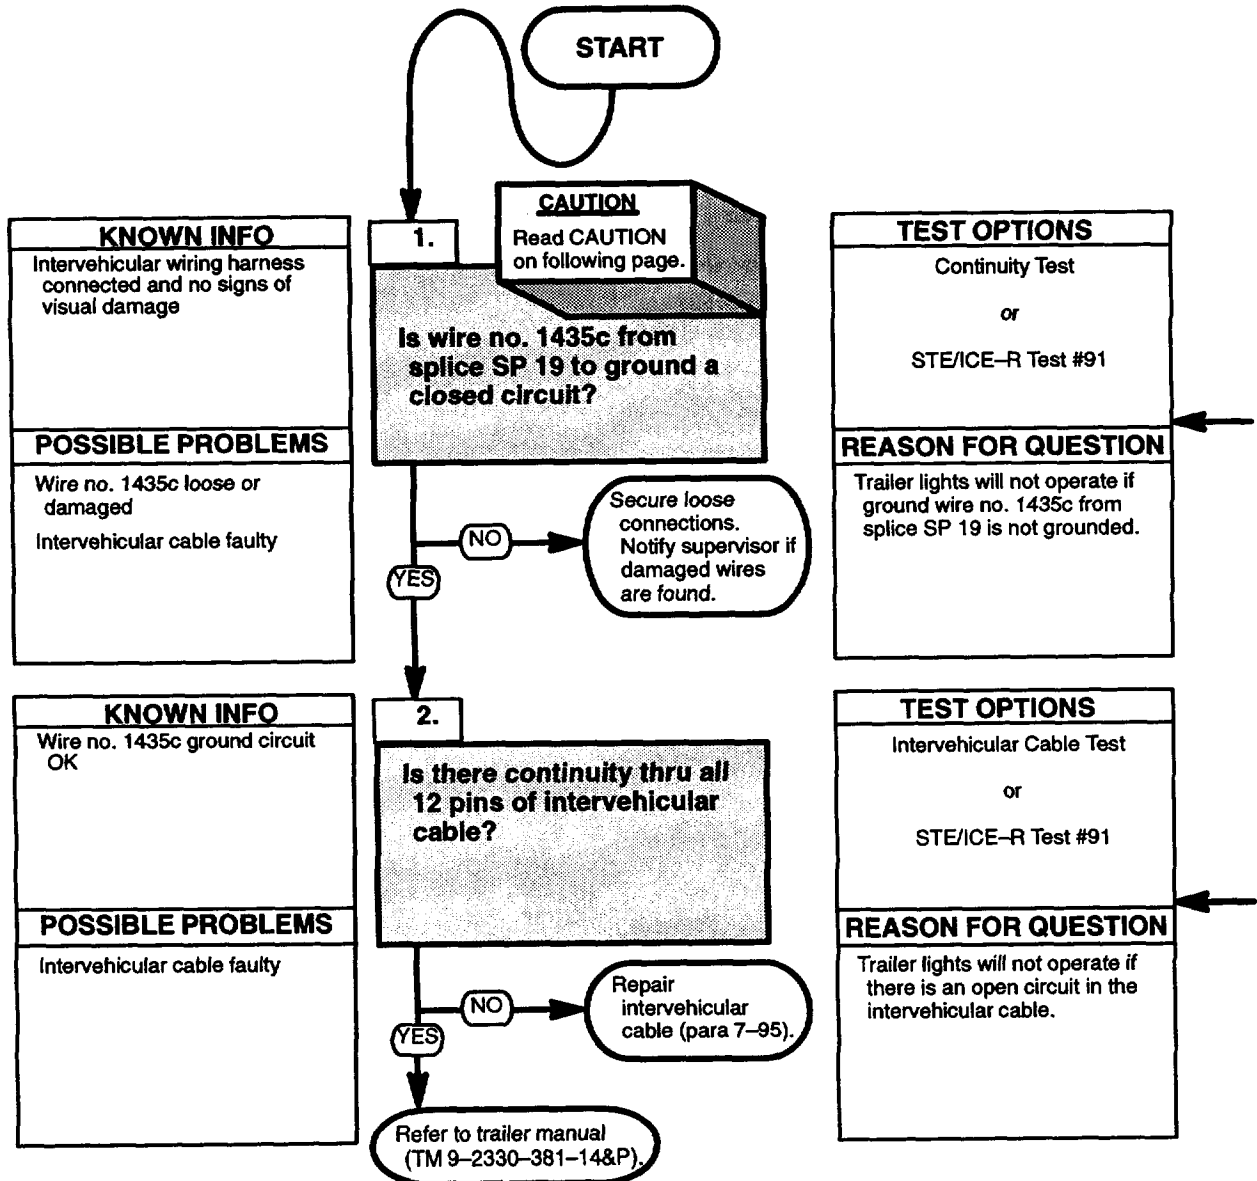 START
CAUTION
Read CAUTION
on following page.
1.
KNOWN INFO
Intervehicular wiring harness
connected and no signs of
visual damage
POSSIBLE PROBLEMS
Wire no. 1435c loose or
damaged
Intervehicular cable faulty
Is wire no. 1435c from
splice SP 19 to ground a
closed circuit?
NO
Secure loose
connections.
Notify supervisor if
damaged wires
are found.
YES
TEST OPTIONS
Continuity Test
or
STE/ICE–R Test #91
REASON FOR QUESTION
Trailer lights will not operate if
ground wire no. 1435c from
splice SP 19 is not grounded.
2.
KNOWN INFO
Wire no. 1435c ground circuit
OK
POSSIBLE PROBLEMS
Intervehicular cable faulty
Is there continuity thru all
12 pins of intervehicular
cable?
NO
Repair
intervehicular
cable (para 7–95).
YES
Refer to trailer manual
(TM 9–2330–381–14&P).
TEST OPTIONS
Intervehicular Cable Test
or
STE/ICE–R Test #91
REASON FOR QUESTION
Trailer lights will not operate if
there is an open circuit in the
intervehicular cable.